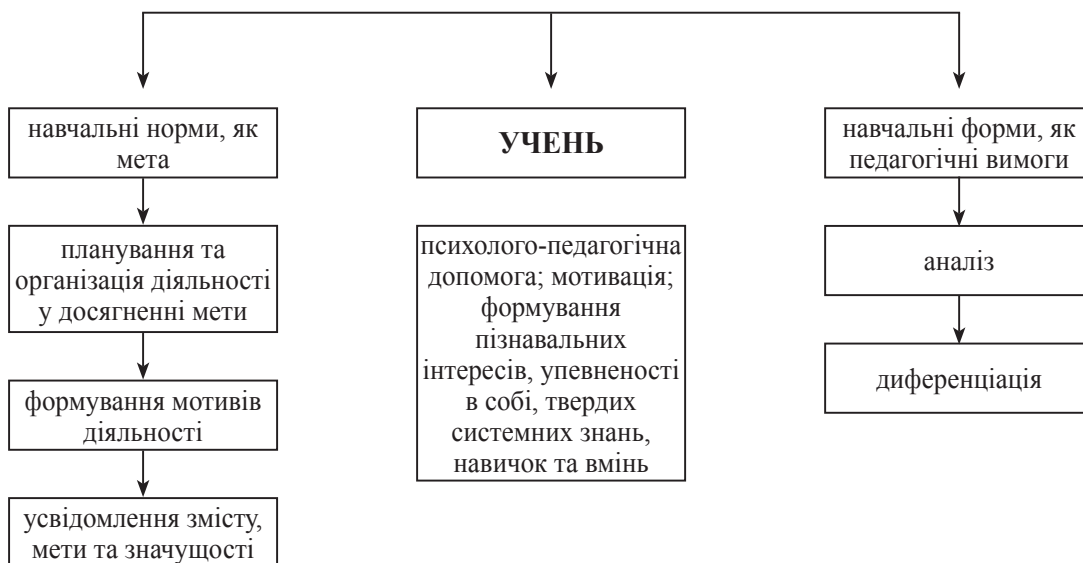 навчальні норми, як
мета
планування та
організація діяльності
у досягненні мети
формування мотивів
діяльності
усвідомлення змісту,
мети та значущості
УЧЕНЬ
психолого-педагогічна
допомога; мотивація;
формування
пізнавальних
інтересів, упевненості
в собі, твердих
системних знань,
навичок та вмінь
навчальні форми, як
педагогічні вимоги
аналіз
диференціація